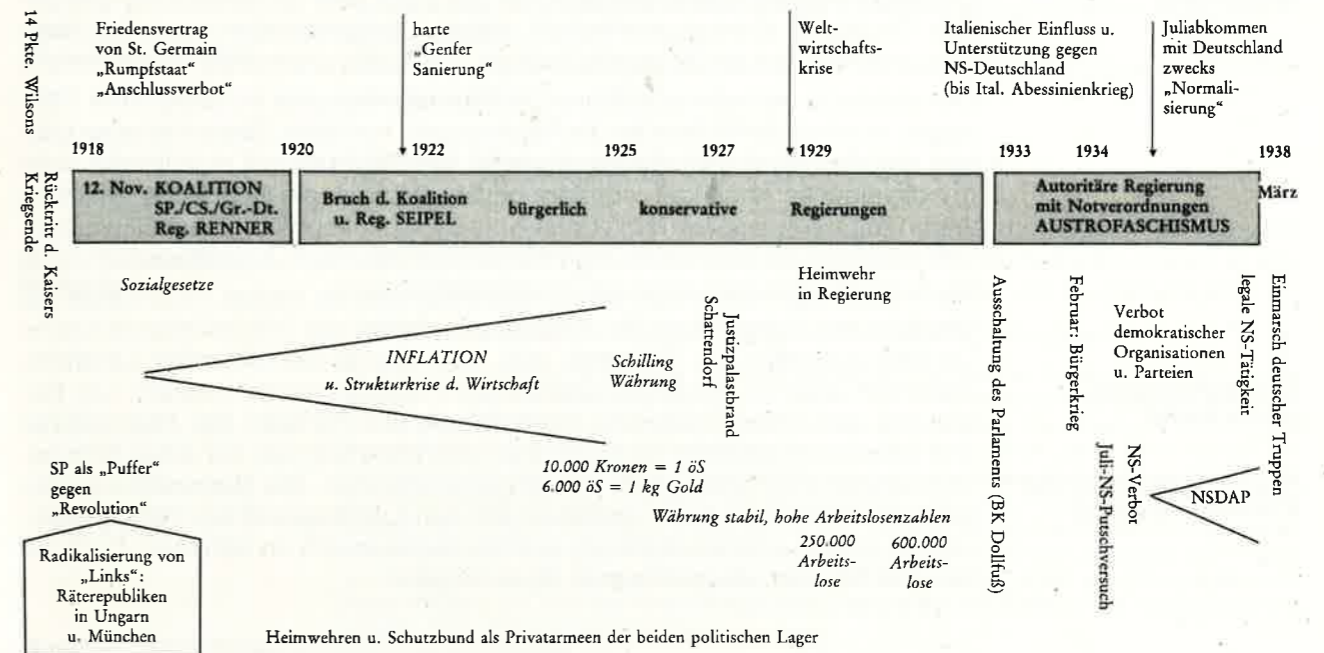 14 Pkte. Wilsons
Friedensvertrag
von St. Germain
„Rumpfstaat“
„Anschlussverbot“
harte
„Genfer
Sanierung“
Welt-
wirtschafts-
krise
Italienischer Einfluss u.
Unterstützung gegen
NS-Deutschland
(bis Ital. Abessinienkrieg)
Juliabkommen
mit Deutschland
zwecks
„Normali-
sierung“
1918
1920
1922
1925
1927
1929
1933
1934
1938
Rücktritt d. Kaisers
Kriegsende
12. Nov. KOALITION
SP./CS./Gr.-Dt.
Reg. RENNER
Bruch d. Koalition
u. Reg. SEIPEL
bürgerlich
konservative
Regierungen
Autoritäre Regierung
mit Notverordnungen
AUSTROFASCHISMUS
März
Sozialgesetze
INFLATION
u. Strukturkrise d. Wirtschaft
Schilling
Währung
Justizpalastbrand
Schattendorf
Heimwehr
in Regierung
Ausschaltung des Parlaments (BK Dollfuß)
Februar: Bürgerkrieg
Verbot
demokratischer
Organisationen
u. Parteien
legale NS-Tätigkeit
Einmarsch deutscher Truppen
NS-Verbot
Juli-NS-Putschversuch
NSDAP
SP als „Puffer“
gegen
„Revolution“
10.000 Kronen = 1 öS
6.000 öS = 1 kg Gold
Währung stabil, hohe Arbeitslosenzahlen
250.000
Arbeits-
lose
600.000
Arbeits-
lose
Radikalisierung von
„Links“:
Räterepubliken
in Ungarn
u. München
Heimwehren u. Schutzbund als Privatarmeen der beiden politischen Lager